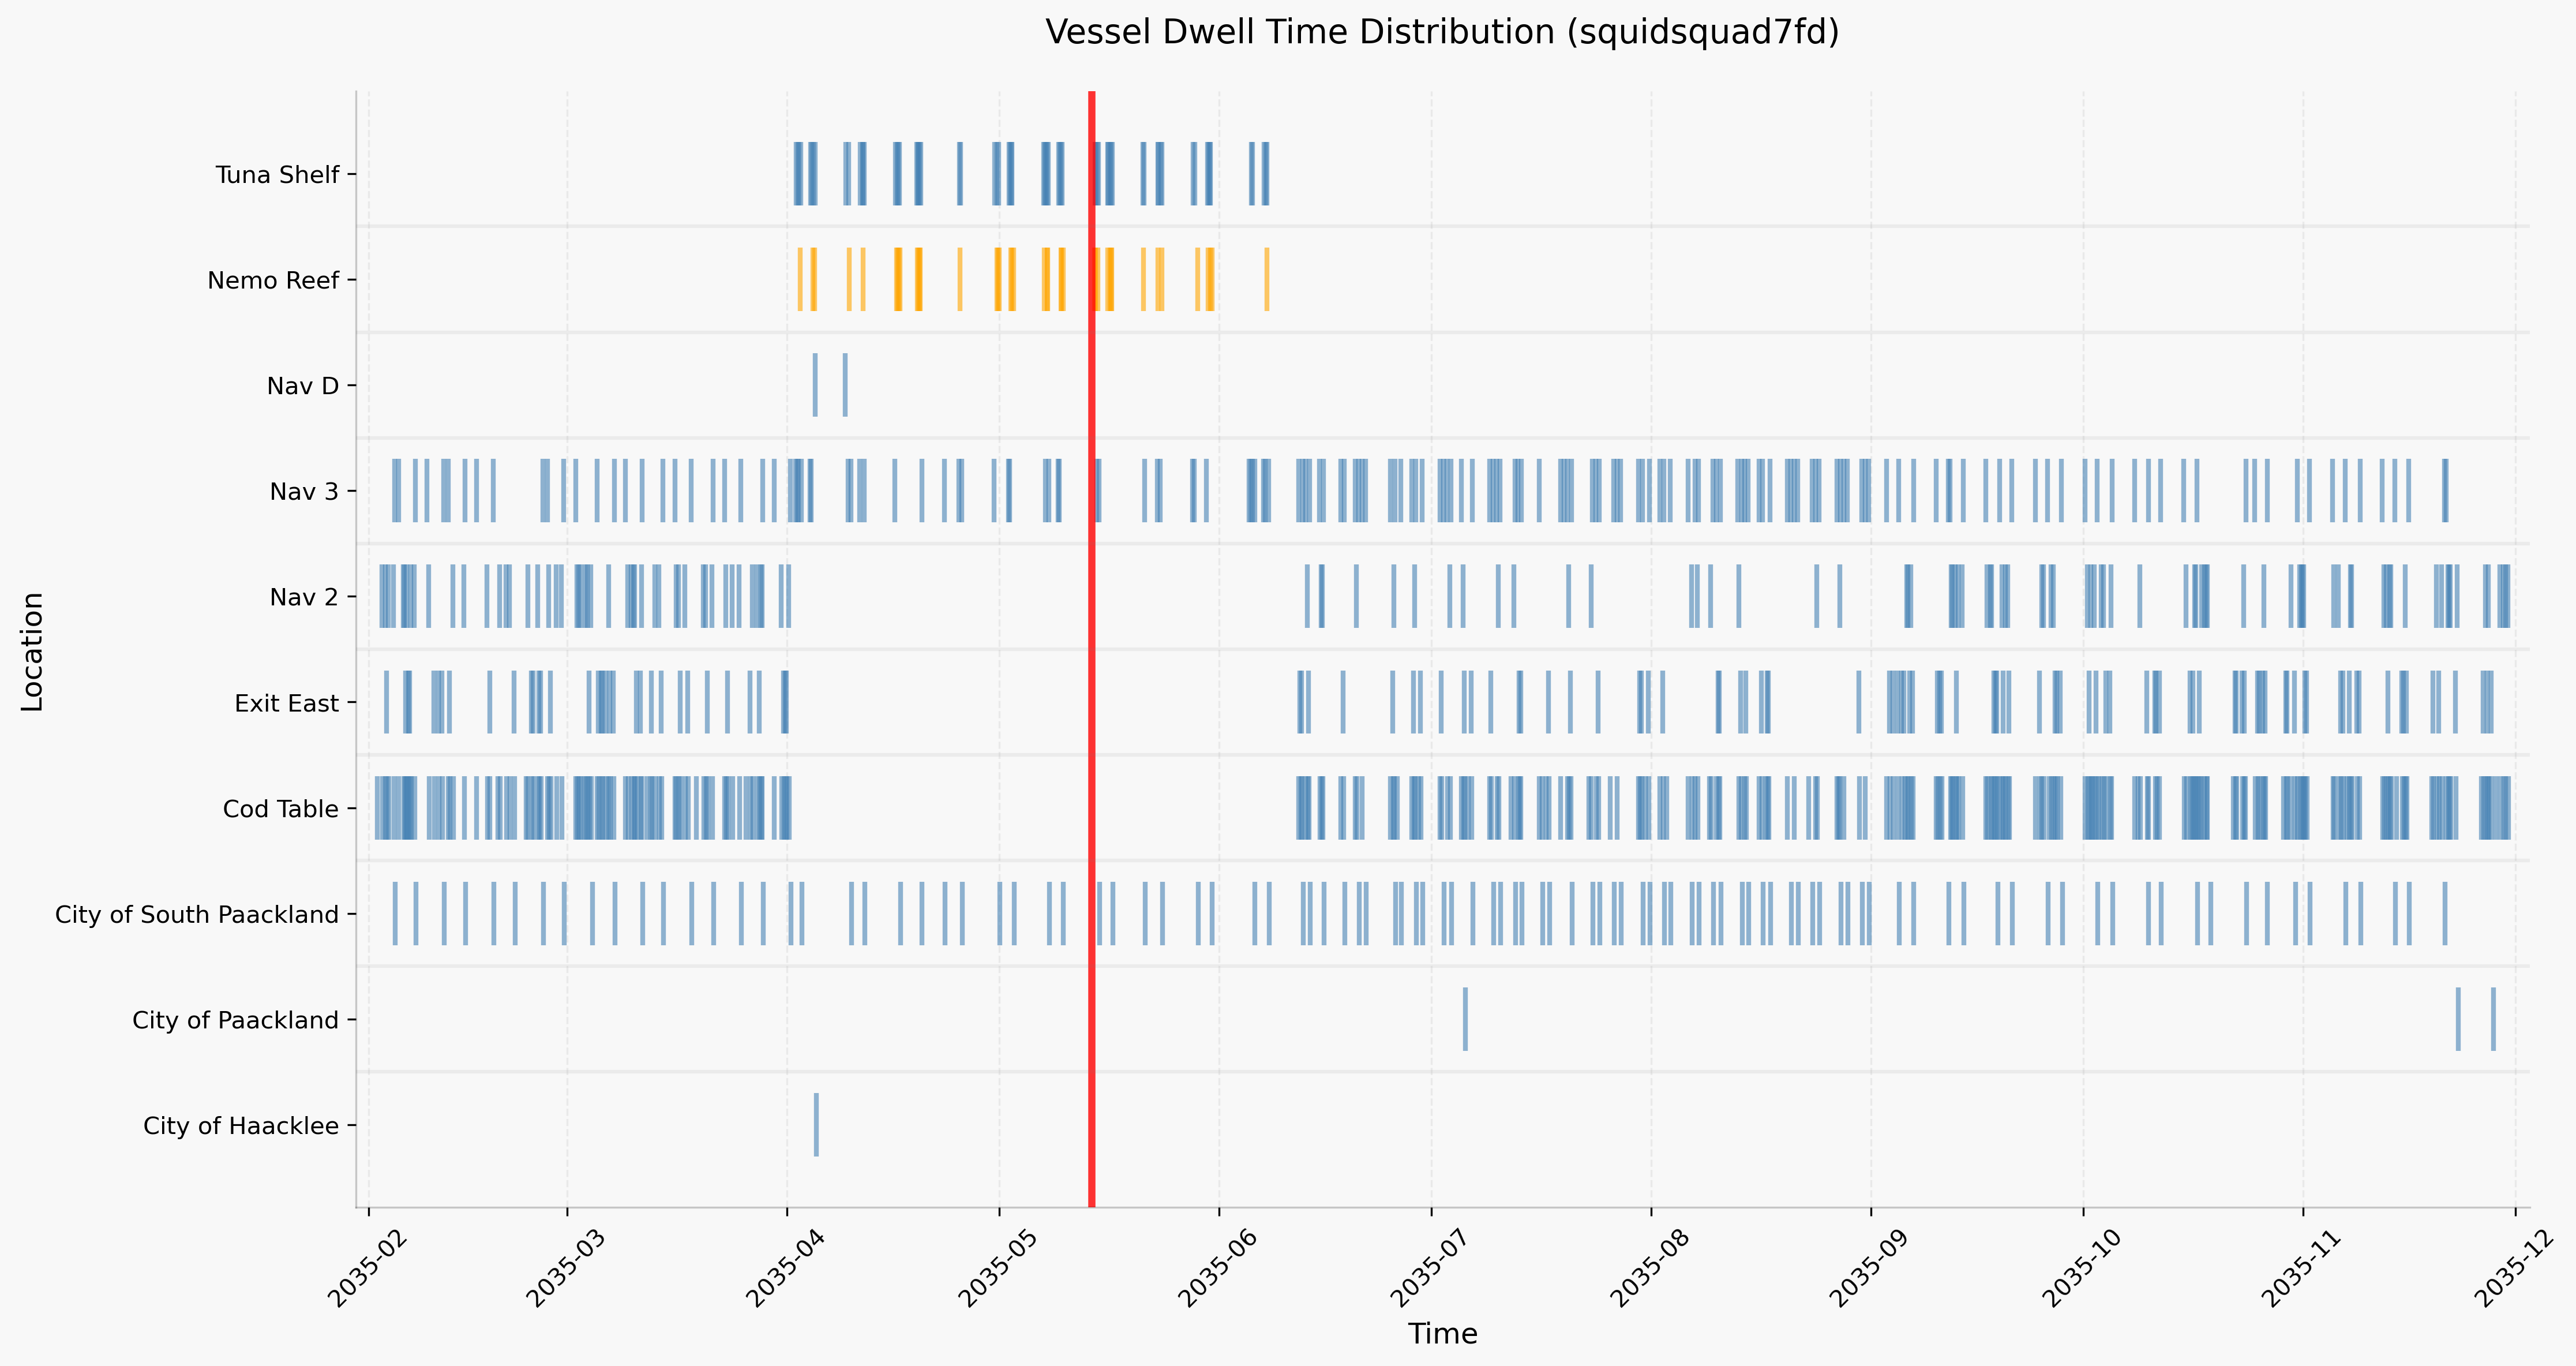 Vessel Dwell Time Distribution (squidsquad7fd)
Location
Tuna Shelf
Nemo Reef
Nav D
Nav 3
Nav 2
Exit East
Cod Table
City of South Paackland
City of Paackland
City of Haacklee
2035-02
2035-03
2035-04
2035-05
2035-06
2035-07
2035-08
2035-09
2035-10
2035-11
2035-12
Time